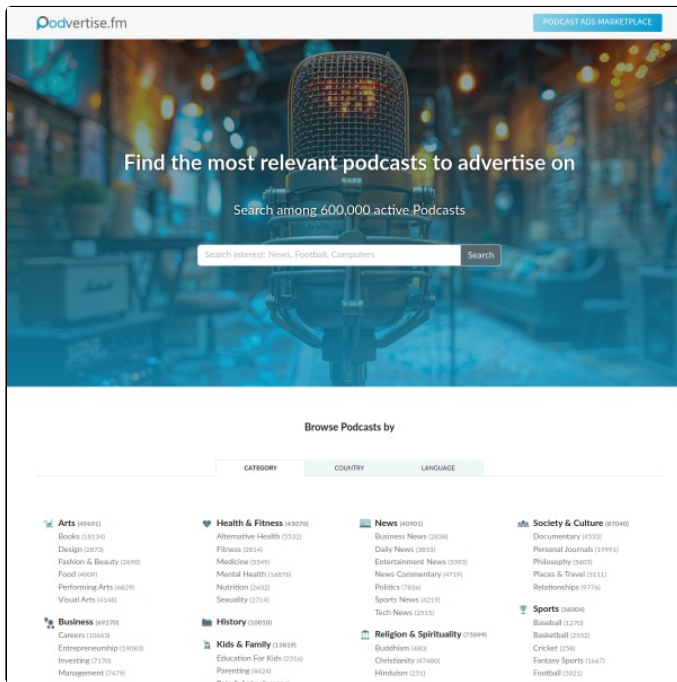 Podvertise.fm
PODCAST ADS MARKETPLACE
Find the most relevant podcasts to advertise on
Search among 600,000 active Podcasts
Search interest: News, Football, Computers
Search
Browse Podcasts by
CATEGORY
COUNTRY
LANGUAGE
Arts (49691)
Books (18134)
Design (2873)
Fashion & Beauty (2690)
Food (4009)
Performing Arts (6829)
Visual Arts (4148)
Business (69270)
Careers (10663)
Entrepreneurship (19083)
Investing (7170)
Management (7479)
Health & Fitness (45070)
Alternative Health (5532)
Fitness (2814)
Medicine (5549)
Mental Health (16876)
Nutrition (2602)
Sexuality (2714)
History (10010)
Kids & Family (13819)
Education For Kids (2316)
Parenting (4424)
News (40901)
Business News (2838)
Daily News (3853)
Entertainment News (5393)
News Commentary (4719)
Politics (7836)
Sports News (4219)
Tech News (2515)
Religion & Spirituality (75099)
Buddhism (480)
Christianity (47480)
Hinduism (251)
Society & Culture (87040)
Documentary (4533)
Personal Journals (19991)
Philosophy (5603)
Places & Travel (5111)
Relationships (9776)
Sports (36004)
Baseball (1270)
Basketball (2552)
Cricket (258)
Fantasy Sports (1667)
Football (5021)